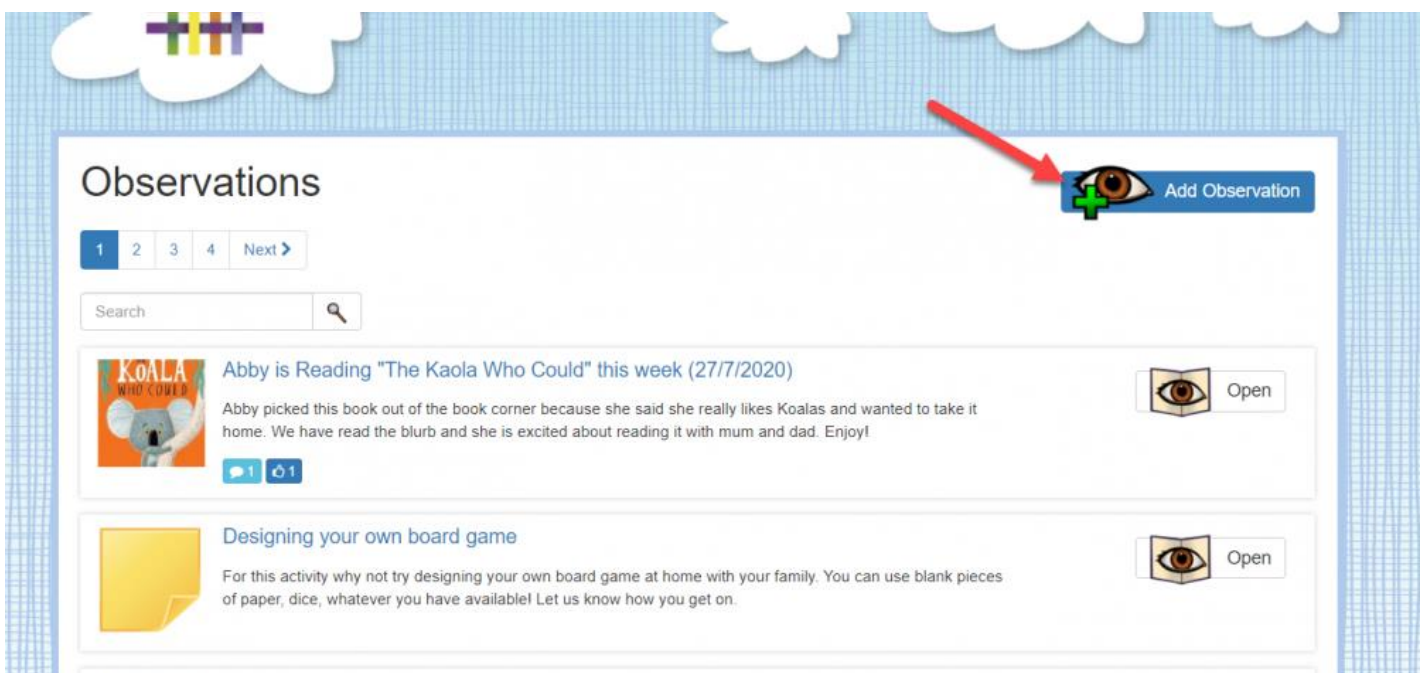 Observations
Add Observation
1 2 3 4 Next
Search
KOALA
WHO COULD
Abby is Reading "The Kaola Who Could" this week (27/7/2020)
Open
Abby picked this book out of the book corner because she said she really likes Koalas and wanted to take it
home. We have read the blurb and she is excited about reading it with mum and dad. Enjoy!
1 1
Designing your own board game
Open
For this activity why not try designing your own board game at home with your family. You can use blank pieces
of paper, dice, whatever you have available! Let us know how you get on.